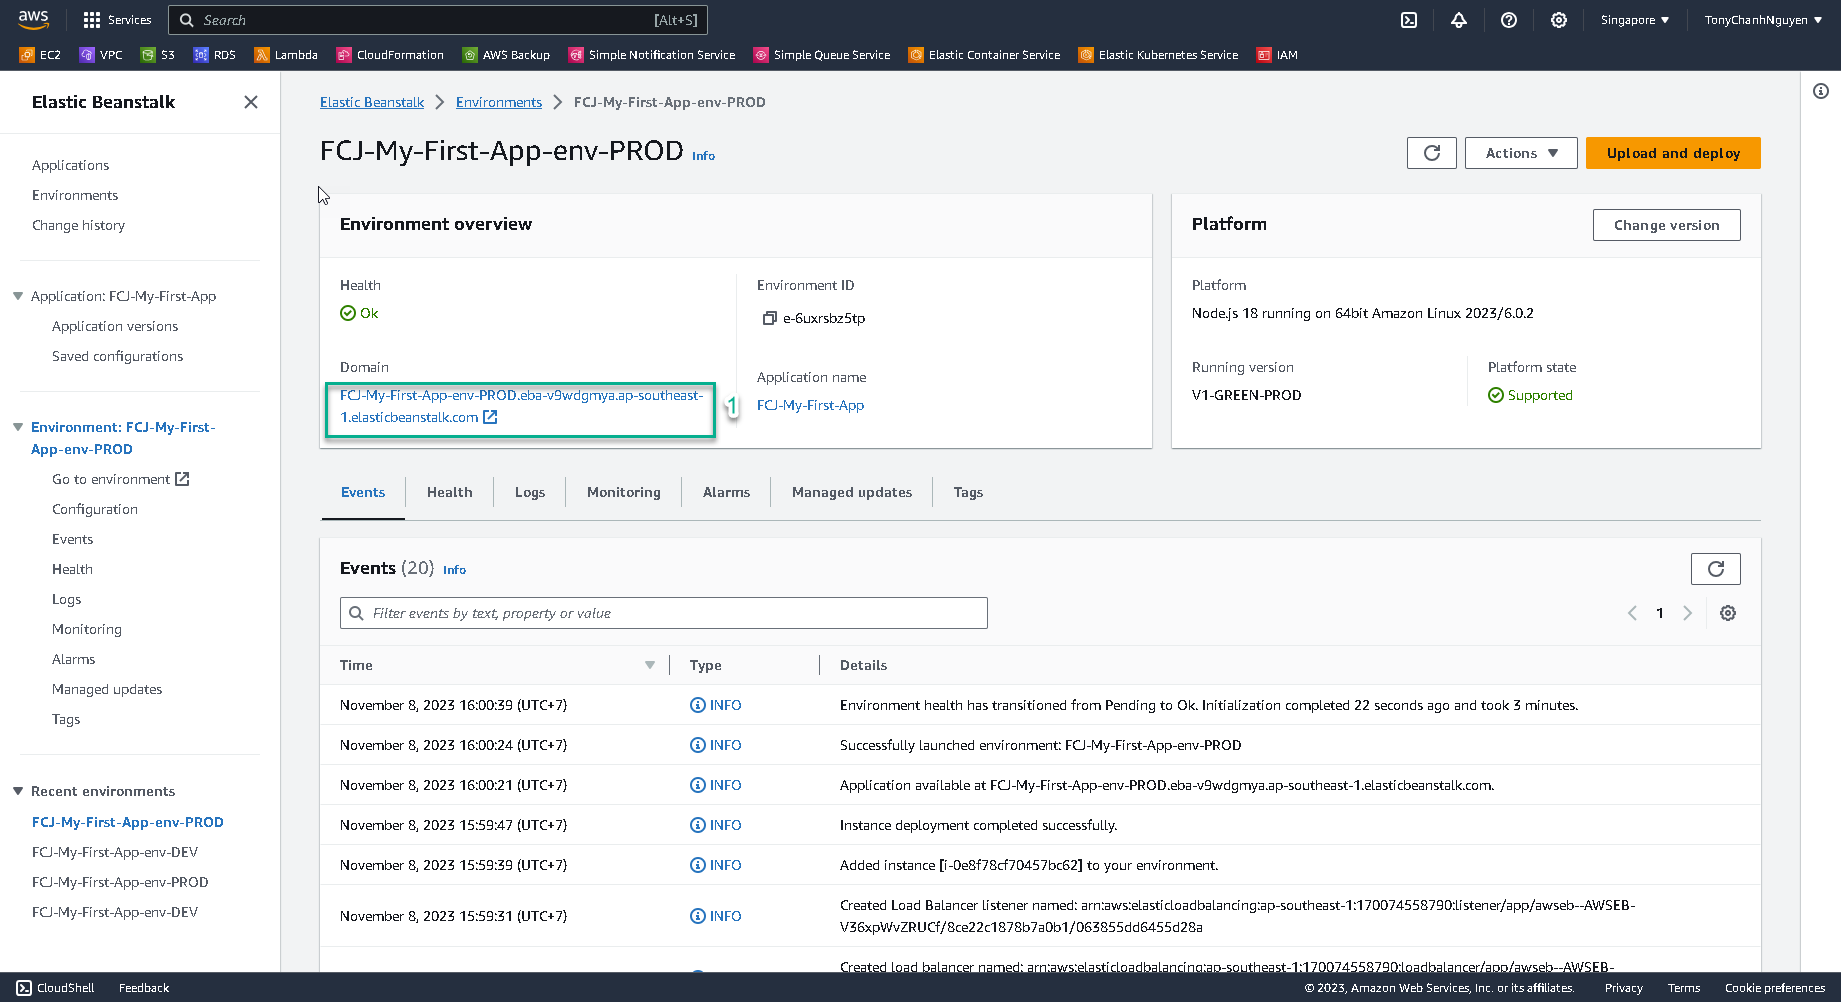 aws
Services
Search [Alt+S]
Singapore ▼
TonyChanhNguyen ▼
EC2
VPC
S3
RDS
Lambda
CloudFormation
AWS Backup
Simple Notification Service
Simple Queue Service
Elastic Container Service
Elastic Kubernetes Service
IAM
Elastic Beanstalk
Applications
Environments
Change history
Application: FCJ-My-First-App
Application versions
Saved configurations
Environment: FCJ-My-First-
App-env-PROD
Go to environment
Configuration
Events
Health
Logs
Monitoring
Alarms
Managed updates
Tags
Recent environments
FCJ-My-First-App-env-PROD
FCJ-My-First-App-env-DEV
FCJ-My-First-App-env-PROD
FCJ-My-First-App-env-DEV
Elastic Beanstalk > Environments > FCJ-My-First-App-env-PROD
FCJ-My-First-App-env-PROD Info
Actions ▼
Upload and deploy
Environment overview
Health
Ok
Environment ID
e-6uxrsbz5tp
Domain
FCJ-My-First-App-env-PROD.eba-v9wdgmya.ap-southeast-
1.elasticbeanstalk.com
1
Application name
FCJ-My-First-App
Platform
Change version
Platform
Node.js 18 running on 64bit Amazon Linux 2023/6.0.2
Running version
V1-GREEN-PROD
Platform state
Supported
Events
Health
Logs
Monitoring
Alarms
Managed updates
Tags
Events (20) Info
Filter events by text, property or value
1
Time Type Details
November 8, 2023 16:00:39 (UTC+7) INFO Environment health has transitioned from Pending to Ok. Initialization completed 22 seconds ago and took 3 minutes.
November 8, 2023 16:00:24 (UTC+7) INFO Successfully launched environment: FCJ-My-First-App-env-PROD
November 8, 2023 16:00:21 (UTC+7) INFO Application available at FCJ-My-First-App-env-PROD.eba-v9wdgmya.ap-southeast-1.elasticbeanstalk.com.
November 8, 2023 15:59:47 (UTC+7) INFO Instance deployment completed successfully.
November 8, 2023 15:59:39 (UTC+7) INFO Added instance [i-0e8f78cf70457bc62] to your environment.
November 8, 2023 15:59:31 (UTC+7) INFO Created Load Balancer listener named: arn:aws:elasticloadbalancing:ap-southeast-1:170074558790:listener/app/awseb--AWSEB-
V36xpWvZRUCf/8ce22c1878b7a0b1/063855dd6455d28a
Created load balancer named: arn:aws:elasticloadbalancing:ap-southeast-1:170074558790:loadbalancer/app/awseb--AWSEB-
CloudShell
Feedback
© 2023, Amazon Web Services, Inc. or its affiliates.
Privacy
Terms
Cookie preferences